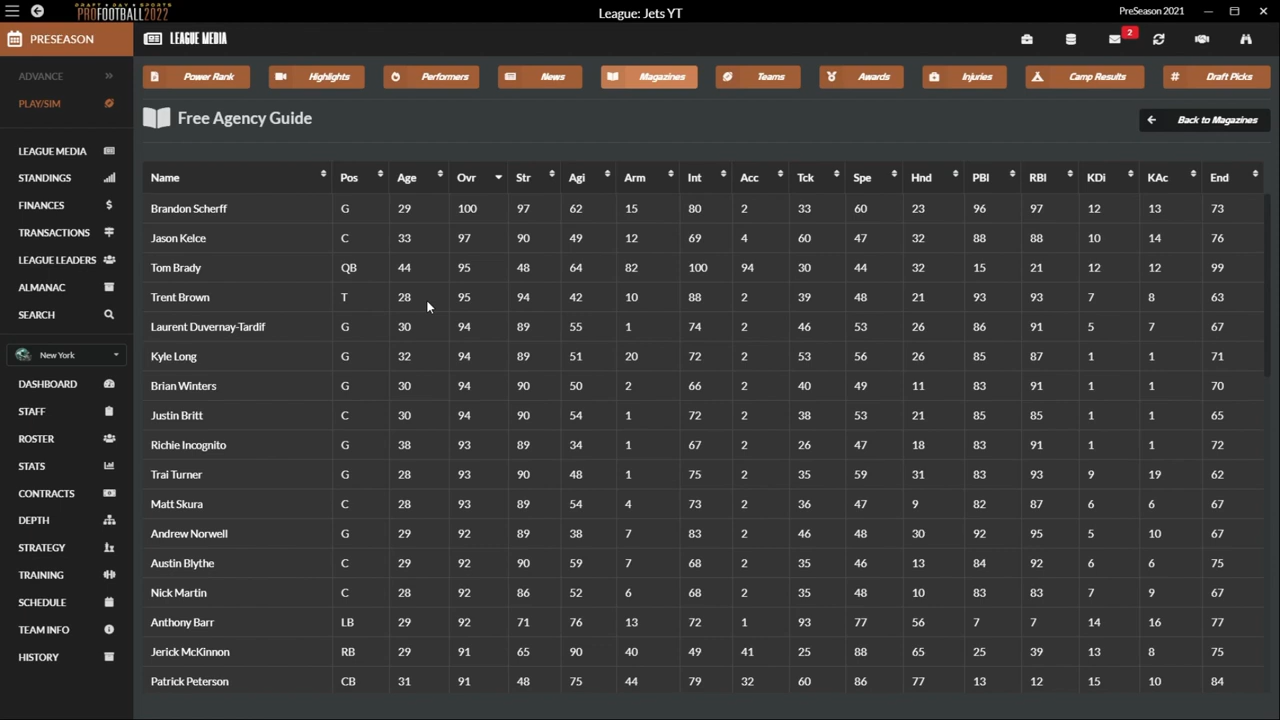 DRAFT DAY SPORTS
PROFOOTBALL2022
League: Jets YT
PreSeason 2021
PRESEASON
LEAGUE MEDIA
2
ADVANCE
PLAY/SIM
Power Rank Highlights Performers News Magazines Teams Awards Injuries Camp Results # Draft Picks
Free Agency Guide
Back to Magazines
LEAGUE MEDIA
STANDINGS
FINANCES $
TRANSACTIONS
LEAGUE LEADERS
ALMANAC
SEARCH
New York
DASHBOARD
STAFF
ROSTER
STATS
CONTRACTS
DEPTH
STRATEGY
TRAINING
SCHEDULE
TEAM INFO
HISTORY
Name Pos Age Ovr Str Agi Arm Int Acc Tck Spe Hnd PBl RBl KDi KAc End
Brandon Scherff G 29 100 97 62 15 80 2 33 60 23 96 97 12 13 73
Jason Kelce C 33 97 90 49 12 69 4 60 47 32 88 88 10 14 76
Tom Brady QB 44 95 48 64 82 100 94 30 44 32 15 21 12 12 99
Trent Brown T 28 95 94 42 10 88 2 39 48 21 93 93 7 8 63
Laurent Duvernay-Tardif G 30 94 89 55 1 74 2 46 53 26 86 91 5 7 67
Kyle Long G 32 94 89 51 20 72 2 53 56 26 85 87 1 1 71
Brian Winters G 30 94 90 50 2 66 2 40 49 11 83 91 1 1 70
Justin Britt C 30 94 90 54 1 72 2 38 53 21 85 85 1 1 65
Richie Incognito G 38 93 89 34 1 67 2 26 47 18 83 91 1 1 72
Trai Turner G 28 93 90 48 1 75 2 35 59 31 83 93 9 19 62
Matt Skura C 28 93 89 54 4 73 2 36 47 9 82 87 6 6 67
Andrew Norwell G 29 92 89 38 7 83 2 46 48 30 92 95 5 10 67
Austin Blythe C 29 92 90 59 7 68 2 35 46 13 84 92 6 6 75
Nick Martin C 28 92 86 52 6 68 2 35 48 10 83 83 7 9 67
Anthony Barr LB 29 92 71 76 13 72 1 93 77 56 7 7 14 16 77
Jerick McKinnon RB 29 91 65 90 40 49 41 25 88 65 25 39 13 8 75
Patrick Peterson CB 31 91 48 75 44 79 32 60 86 77 13 12 15 10 84